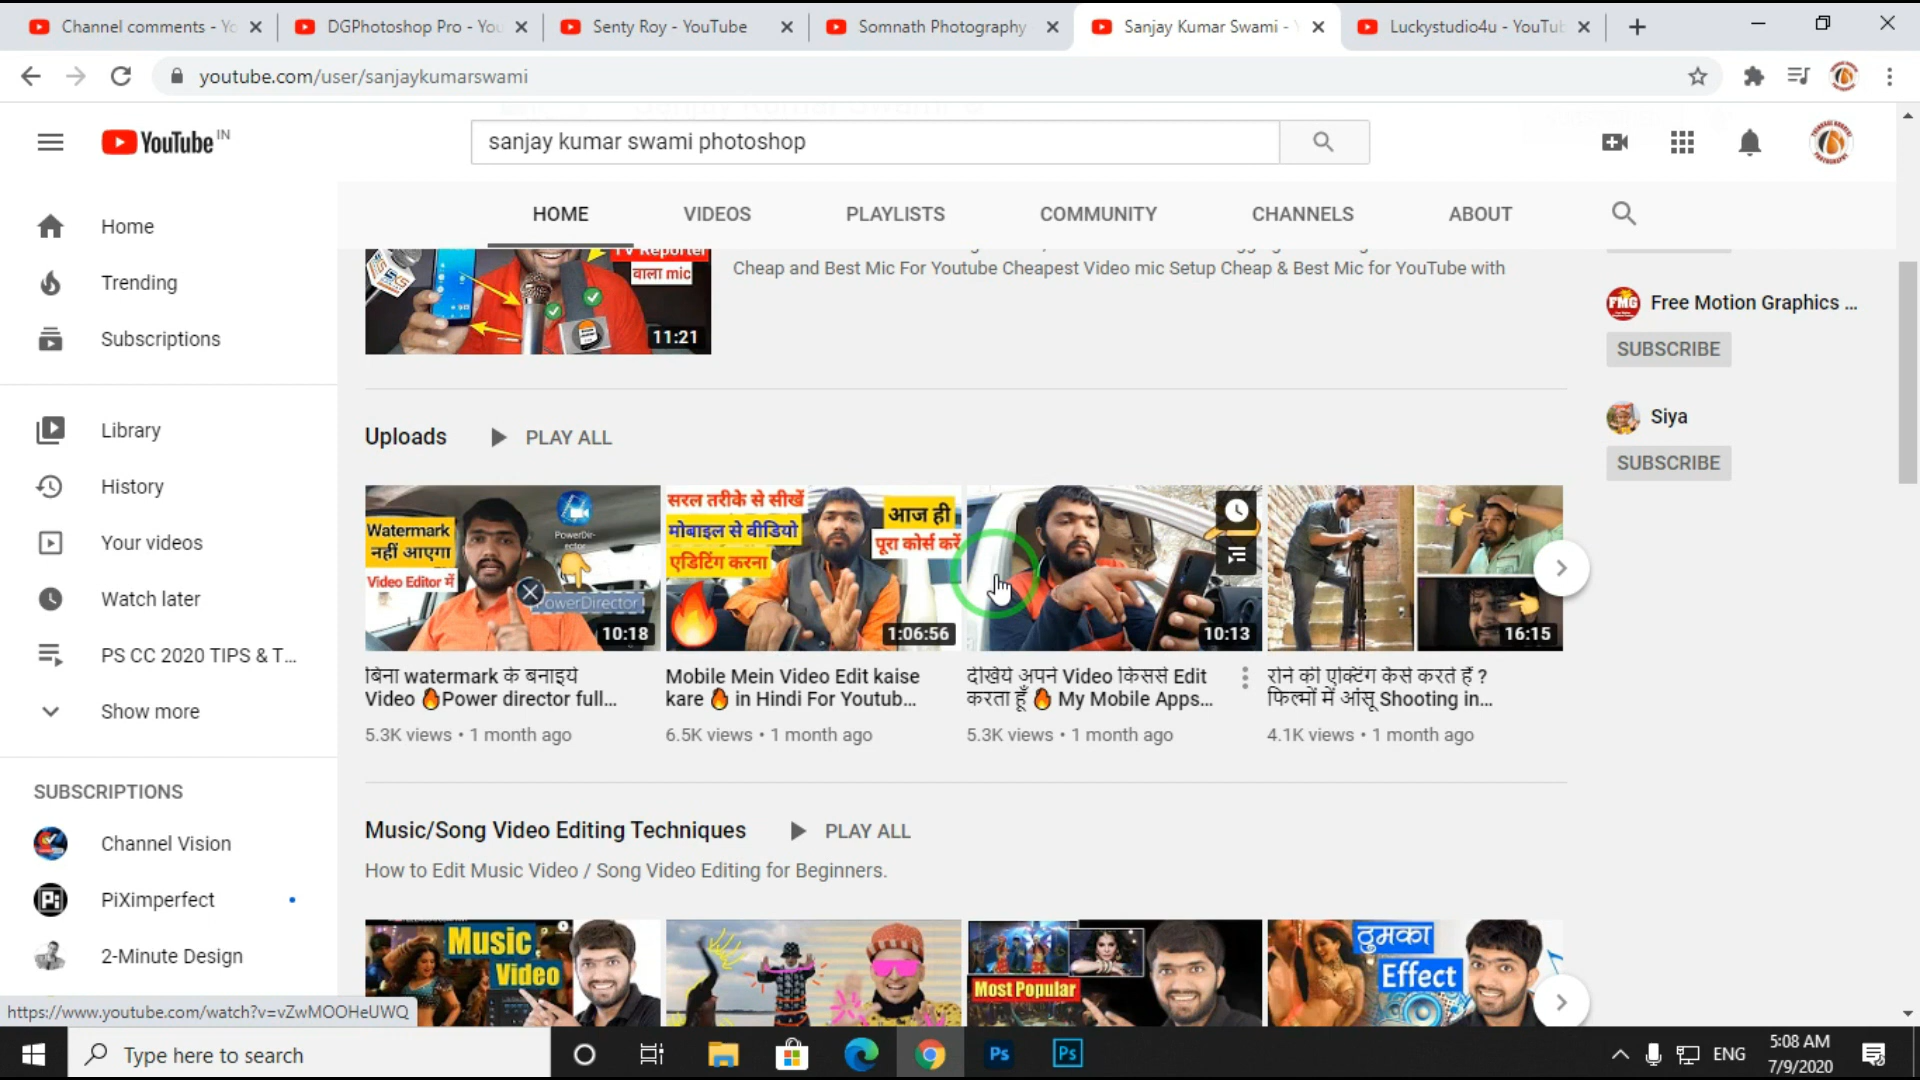 Channel comments - Yo
DGPhotoshop Pro - You
Senty Roy - YouTube
Somnath Photography
Sanjay Kumar Swami - Y
Luckystudio4u - YouTub
youtube.com/user/sanjaykumarswami
YouTube IN
sanjay kumar swami photoshop
HOME
VIDEOS
PLAYLISTS
COMMUNITY
CHANNELS
ABOUT
Home
Trending
Subscriptions
Library
History
Your videos
Watch later
PS CC 2020 TIPS & T...
Show more
SUBSCRIPTIONS
Channel Vision
PiXimperfect
2-Minute Design
TV Reporter
वाला mic
11:21
Cheap and Best Mic For Youtube Cheapest Video mic Setup Cheap & Best Mic for YouTube with
FMG
Free Motion Graphics ...
SUBSCRIBE
Siya
SUBSCRIBE
Uploads
PLAY ALL
Watermark
नहीं आएगा
Video Editor में
PowerDir-
ector
PowerDirector
10:18
सरल तरीके से सीखें
मोबाइल से वीडियो
एडिटिंग करना
आज ही
पूरा कोर्स करें
1:06:56
10:13
16:15
बिना watermark के बनाइये
Video 🔥Power director full...
5.3K views • 1 month ago
Mobile Mein Video Edit kaise
kare 🔥 in Hindi For Youtub...
6.5K views • 1 month ago
देखिये अपने Video किससे Edit
करता हूँ 🔥 My Mobile Apps...
5.3K views • 1 month ago
रोने की एक्टिंग कैसे करते हैं ?
फिल्मों में आंसू Shooting in...
4.1K views • 1 month ago
Music/Song Video Editing Techniques
PLAY ALL
How to Edit Music Video / Song Video Editing for Beginners.
Music
Video
Most Popular
ठुमका
Effect
https://www.youtube.com/watch?v=vZwMOOHeUWQ
Type here to search
Ps
Ps
ENG
5:08 AM
7/9/2020